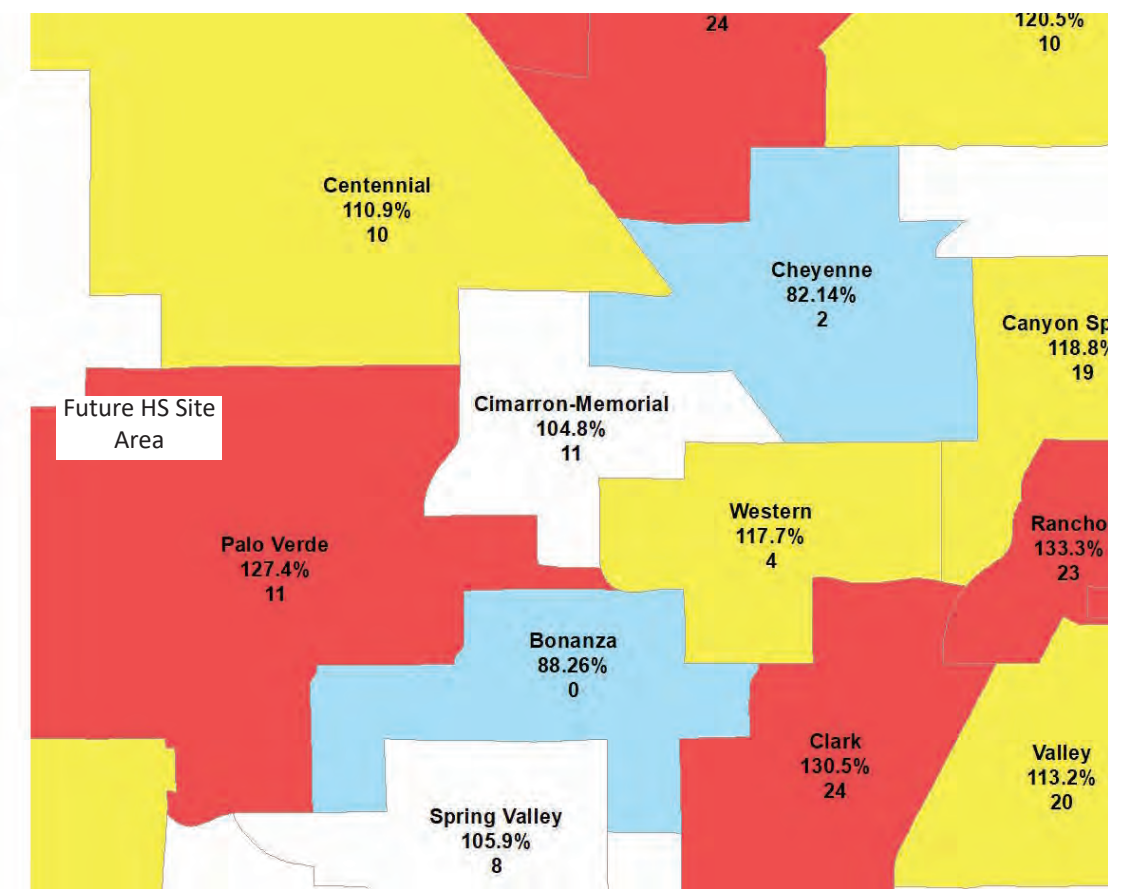 24
120.5%
10
Centennial
110.9%
10
Cheyenne
82.14%
2
Canyon Sp
118.8%
19
Future HS Site
Area
Cimarron-Memorial
104.8%
11
Western
117.7%
4
Rancho
133.3%
23
Palo Verde
127.4%
11
Bonanza
88.26%
0
Clark
130.5%
24
Valley
113.2%
20
Spring Valley
105.9%
8